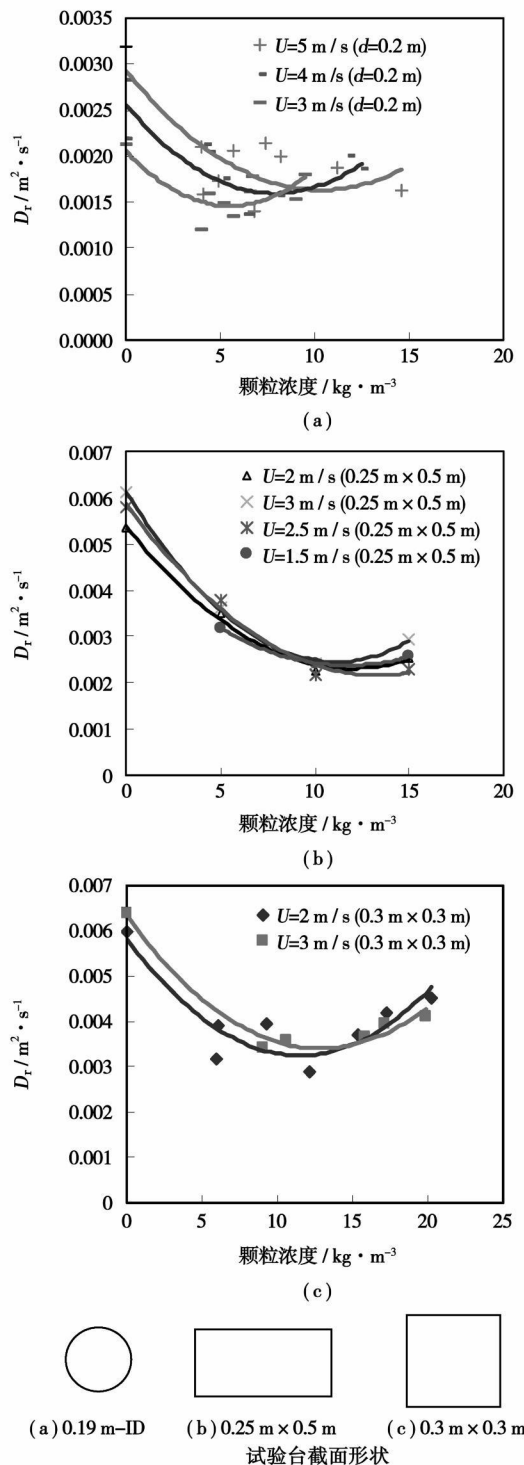 0.0035
0.0030
0.0025
0.0020
0.0015
0.0010
0.0005
0.0000
Dr / m²・s⁻¹
U=5 m / s (d=0.2 m)
U=4 m / s (d=0.2 m)
U=3 m / s (d=0.2 m)
0 5 10 15 20
颗粒浓度 / kg・m⁻³
(a)
0.007
0.006
0.005
0.004
0.003
0.002
0.001
0
Dr / m²・s⁻¹
U=2 m / s (0.25 m × 0.5 m)
U=3 m / s (0.25 m × 0.5 m)
U=2.5 m / s (0.25 m × 0.5 m)
U=1.5 m / s (0.25 m × 0.5 m)
0 5 10 15 20
颗粒浓度 / kg・m⁻³
(b)
0.007
0.006
0.005
0.004
0.003
0.002
0.001
0
Dr / m²・s⁻¹
U=2 m / s (0.3 m × 0.3 m)
U=3 m / s (0.3 m × 0.3 m)
0 5 10 15 20 25
颗粒浓度 / kg・m⁻³
(c)
(a) 0.19 m-ID (b) 0.25 m × 0.5 m (c) 0.3 m × 0.3 m
试验台截面形状